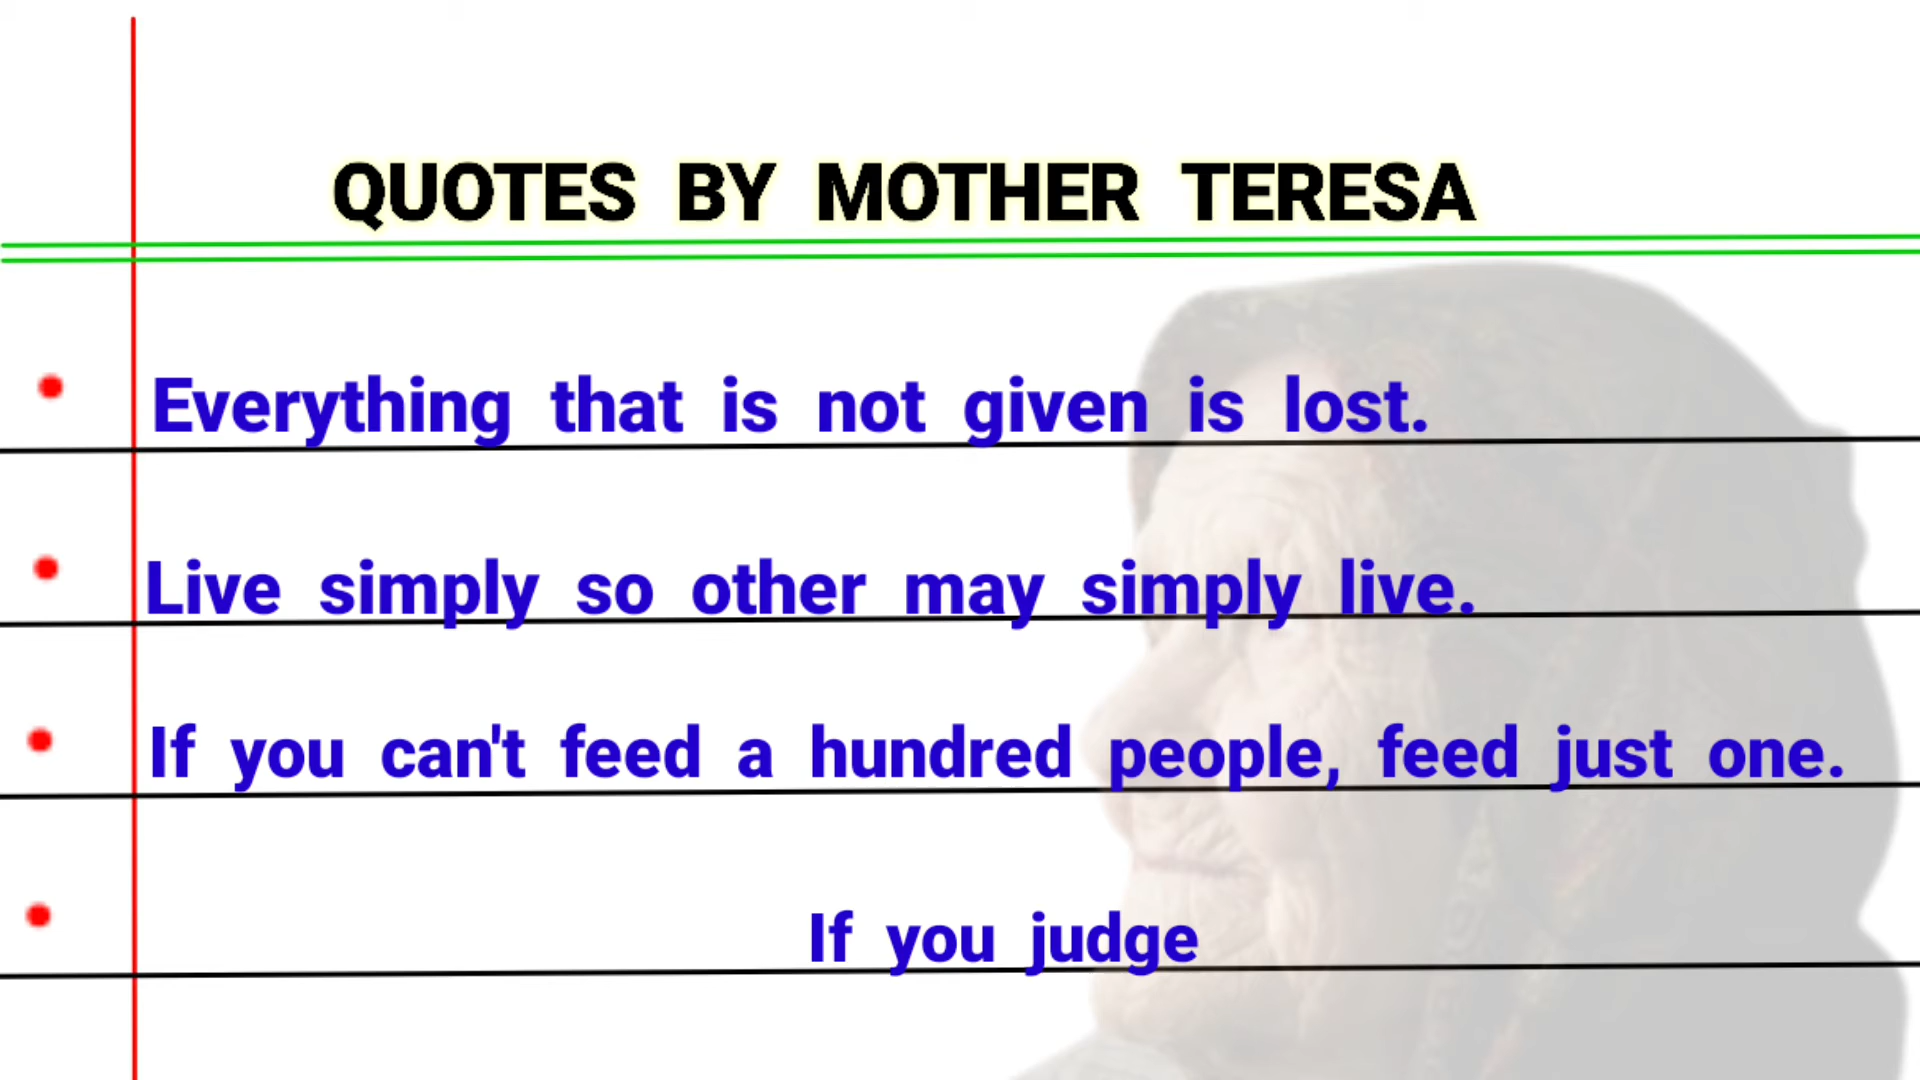 QUOTES BY MOTHER TERESA
Everything that is not given is lost.
Live simply so other may simply live.
If you can't feed a hundred people, feed just one.
If you judge